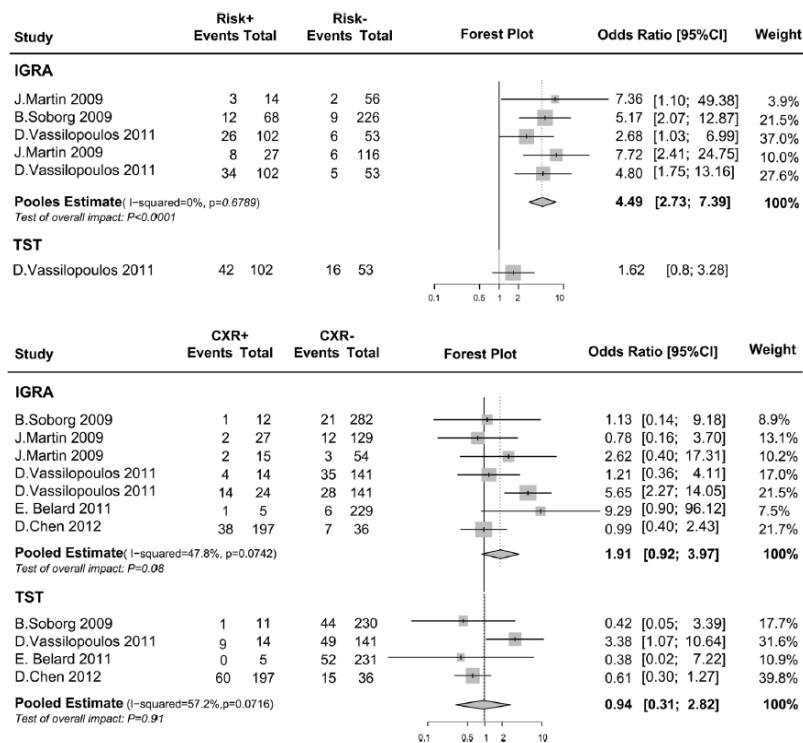 Risk+ Risk-
Study Events Total Events Total Forest Plot Odds Ratio [95%CI] Weight
IGRA
J.Martin 2009 3 14 2 56 7.36 [1.10; 49.38] 3.9%
B.Soborg 2009 12 68 9 226 5.17 [2.07; 12.87] 21.5%
D.Vassilopoulos 2011 26 102 6 53 2.68 [1.03; 6.99] 37.0%
J.Martin 2009 8 27 6 116 7.72 [2.41; 24.75] 10.0%
D.Vassilopoulos 2011 34 102 5 53 4.80 [1.75; 13.16] 27.6%
Pooles Estimate( I-squared=0%, p=0.6789) 4.49 [2.73; 7.39] 100%
Test of overall impact: P<0.0001
TST
D.Vassilopoulos 2011 42 102 16 53 1.62 [0.8; 3.28]
0.1 0.5 1 2 10
CXR+ CXR-
Study Events Total Events Total Forest Plot Odds Ratio [95%CI] Weight
IGRA
B.Soborg 2009 1 12 21 282 1.13 [0.14; 9.18] 8.9%
J.Martin 2009 2 27 12 129 0.78 [0.16; 3.70] 13.1%
J.Martin 2009 2 15 3 54 2.62 [0.40; 17.31] 10.2%
D.Vassilopoulos 2011 4 14 35 141 1.21 [0.36; 4.11] 17.0%
D.Vassilopoulos 2011 14 24 28 141 5.65 [2.27; 14.05] 21.5%
E. Belard 2011 1 5 6 229 9.29 [0.90; 96.12] 7.5%
D.Chen 2012 38 197 7 36 0.99 [0.40; 2.43] 21.7%
Pooled Estimate( I-squared=47.8%, p=0.0742) 1.91 [0.92; 3.97] 100%
Test of overall impact: P=0.08
TST
B.Soborg 2009 1 11 44 230 0.42 [0.05; 3.39] 17.7%
D.Vassilopoulos 2011 9 14 49 141 3.38 [1.07; 10.64] 31.6%
E. Belard 2011 0 5 52 231 0.38 [0.02; 7.22] 10.9%
D.Chen 2012 60 197 15 36 0.61 [0.30; 1.27] 39.8%
Pooled Estimate (I-squared=57.2%,p=0.0716) 0.94 [0.31; 2.82] 100%
Test of overall impact: P=0.91
0.1 0.5 1 2 10